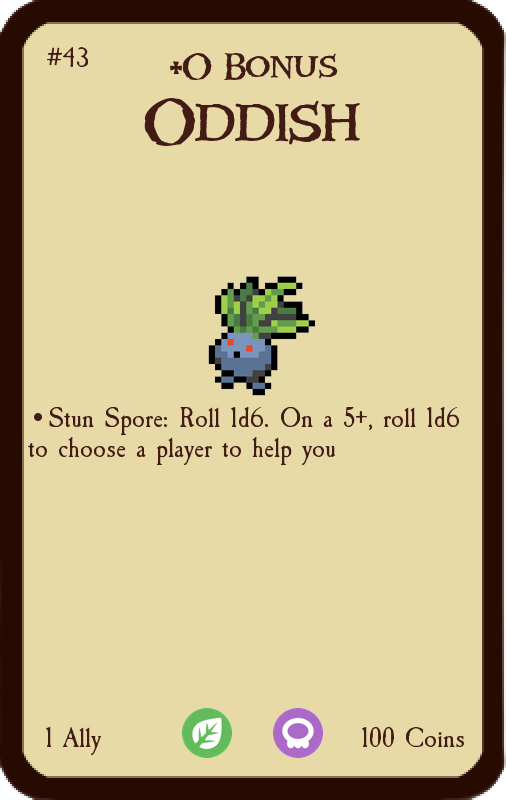 #43
+0 Bonus
Oddish
•Stun Spore: Roll 1d6. On a 5+, roll 1d6
to choose a player to help you
1 Ally
100 Coins